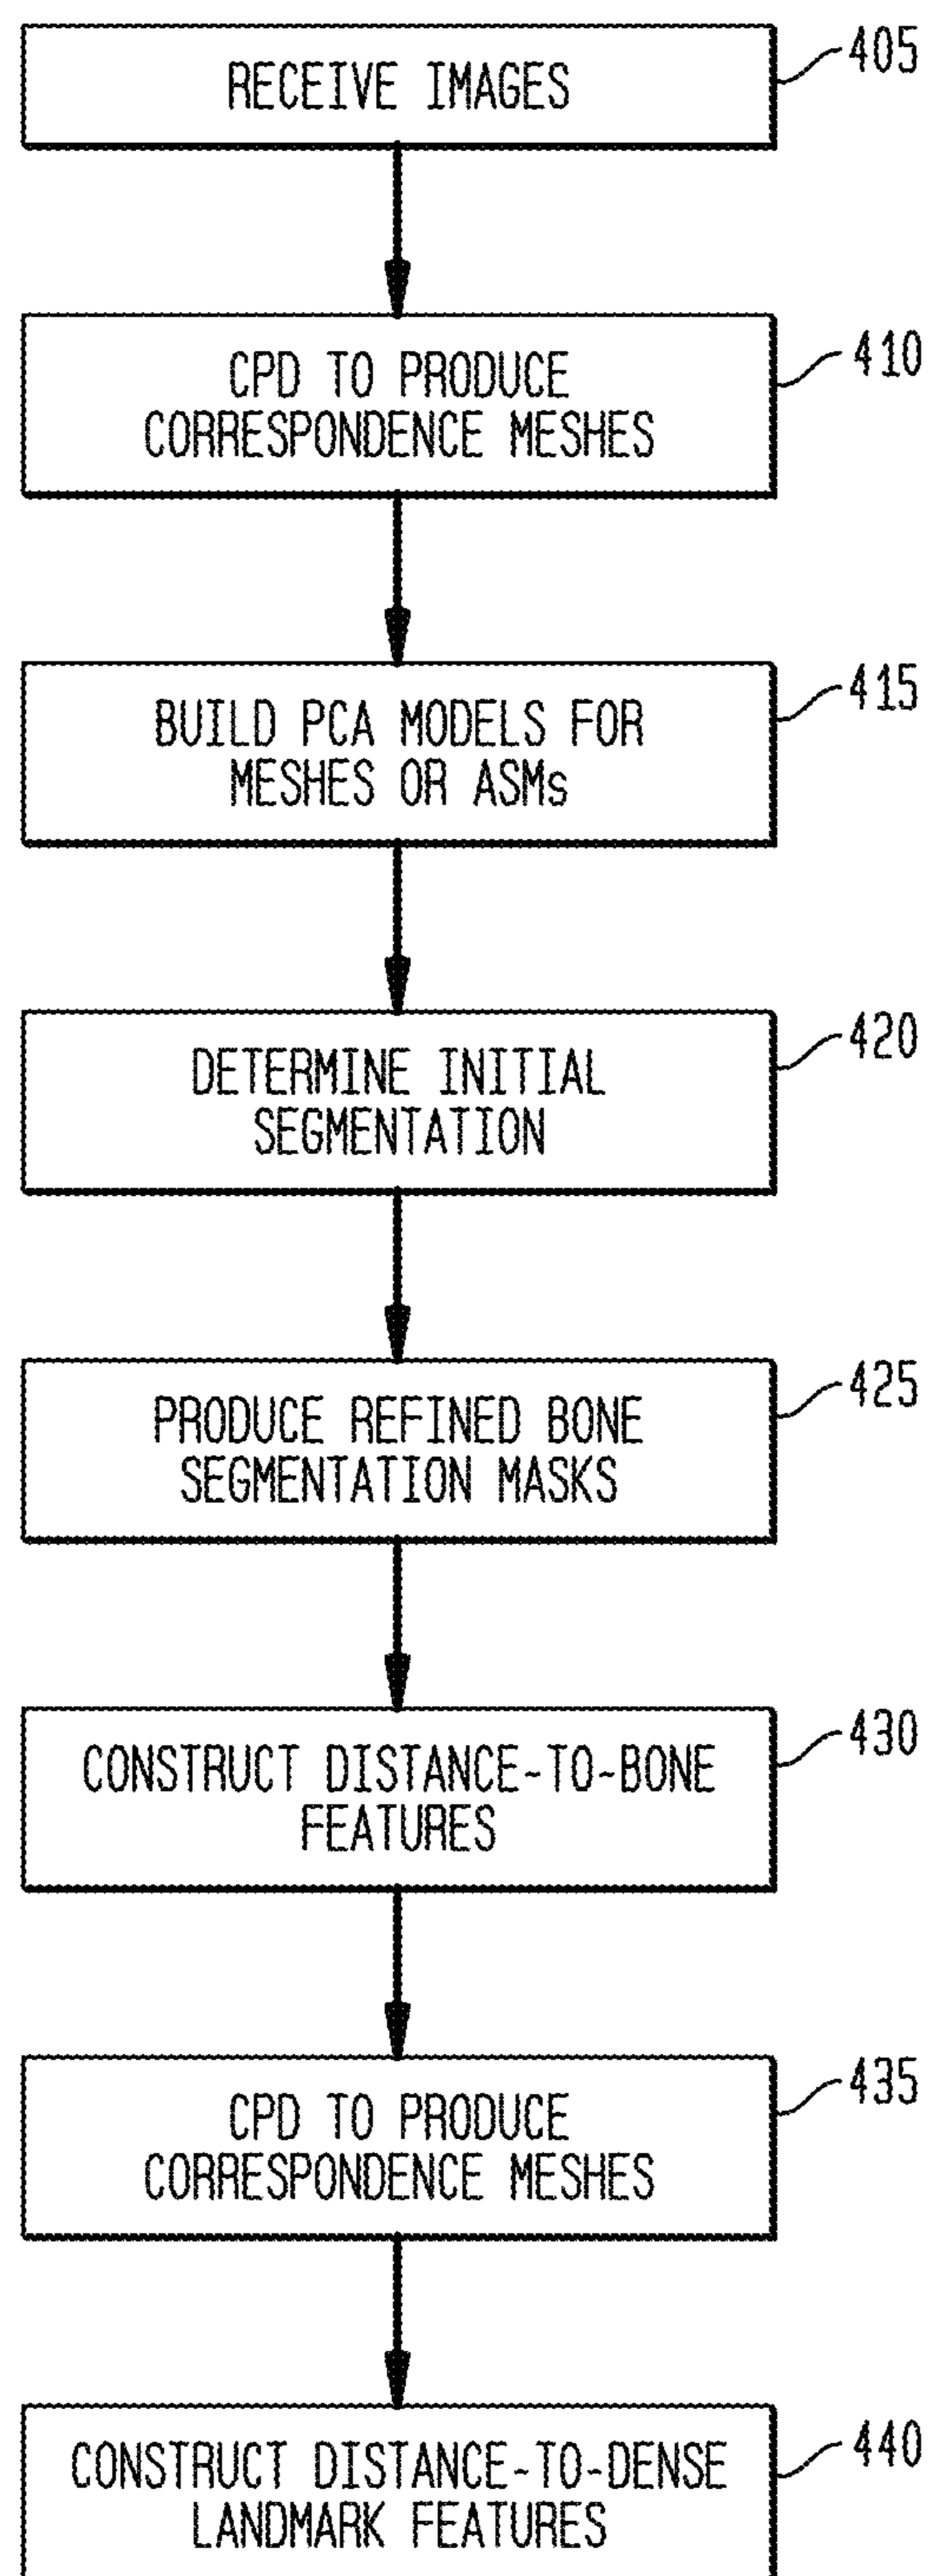 RECEIVE IMAGES
405
CPD TO PRODUCE
CORRESPONDENCE MESHES
410
BUILD PCA MODELS FOR
MESHES OR ASMs
415
DETERMINE INITIAL
SEGMENTATION
420
PRODUCE REFINED BONE
SEGMENTATION MASKS
425
CONSTRUCT DISTANCE-TO-BONE
FEATURES
430
CPD TO PRODUCE
CORRESPONDENCE MESHES
435
CONSTRUCT DISTANCE-TO-DENSE
LANDMARK FEATURES
440